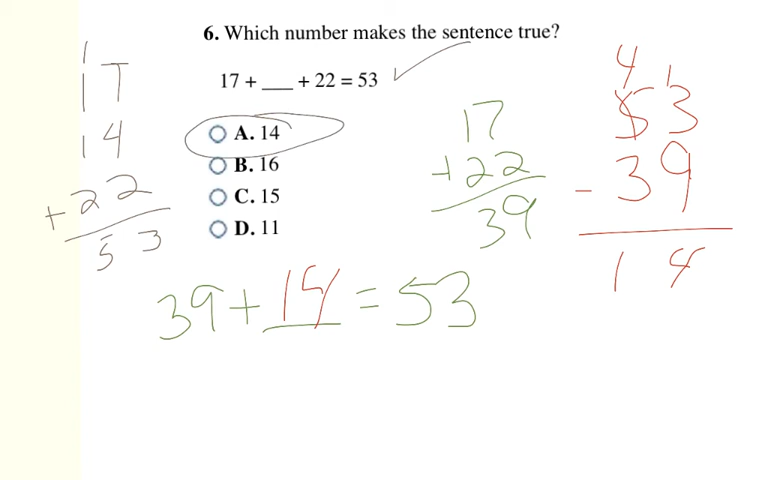 6. Which number makes the sentence true?
17 + ___ + 22 = 53
A. 14
B. 16
C. 15
D. 11
1
17
14
+22
53
17
+22
39
4 1
53
- 39
14
39 + 14 = 53